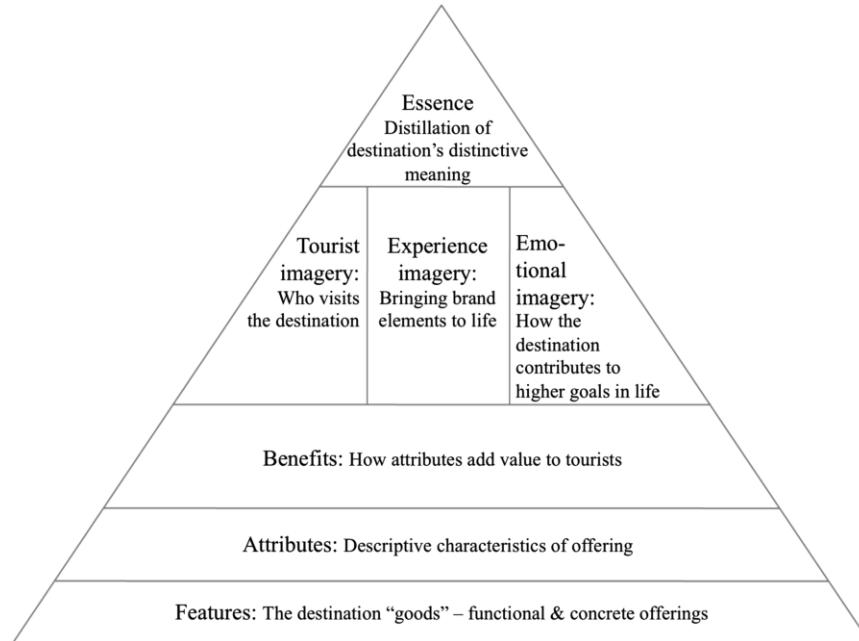 Essence
Distillation of
destination’s distinctive
meaning
Tourist
imagery:
Who visits
the destination
Experience
imagery:
Bringing brand
elements to life
Emo-
tional
imagery:
How the
destination
contributes to
higher goals in life
Benefits: How attributes add value to tourists
Attributes: Descriptive characteristics of offering
Features: The destination “goods” – functional & concrete offerings